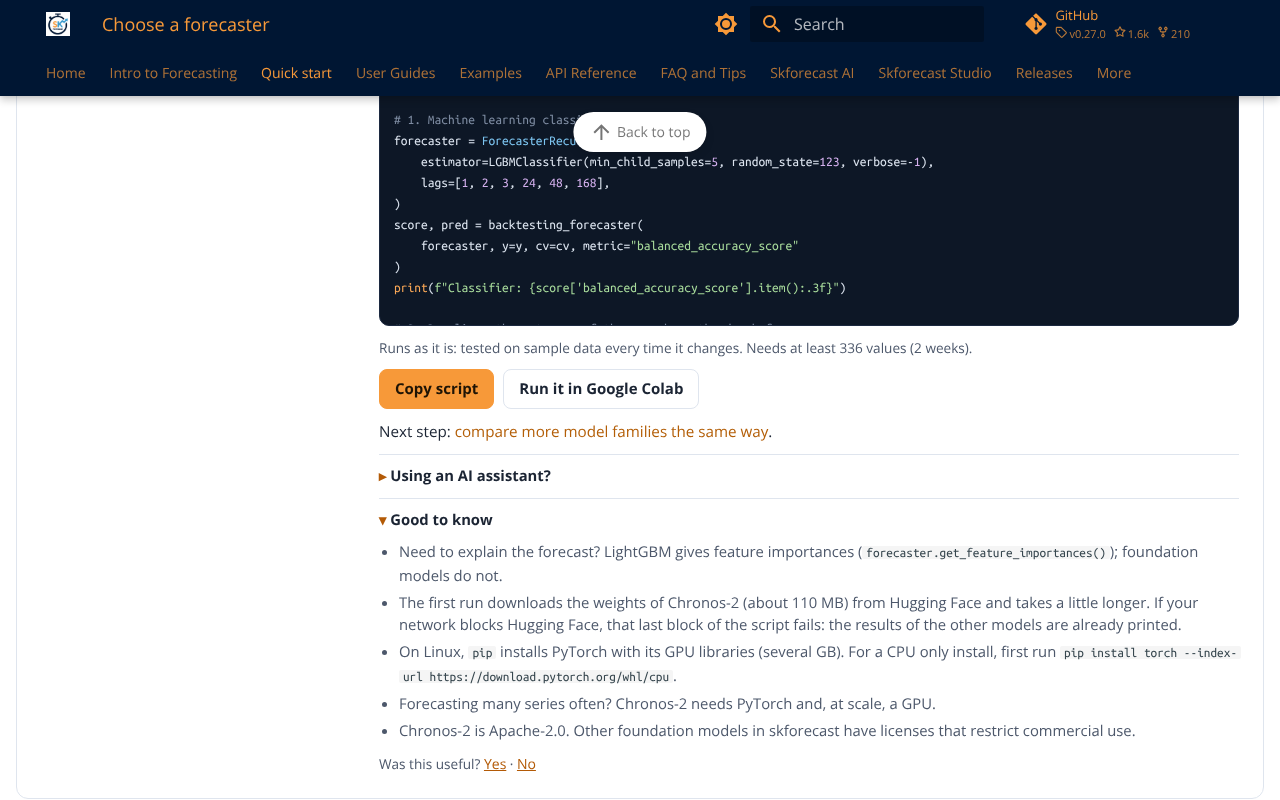 Choose a forecaster
Search
GitHub
v0.27.0 1.6k 210
Home Intro to Forecasting Quick start User Guides Examples API Reference FAQ and Tips Skforecast AI Skforecast Studio Releases More
# 1. Machine learning class
Back to top
forecaster = ForecasterRecu
estimator=LGBMClassifier(min_child_samples=5, random_state=123, verbose=-1),
lags=[1, 2, 3, 24, 48, 168],
)
score, pred = backtesting_forecaster(
forecaster, y=y, cv=cv, metric="balanced_accuracy_score"
)
print(f"Classifier: {score['balanced_accuracy_score'].item():.3f}")
Runs as it is: tested on sample data every time it changes. Needs at least 336 values (2 weeks).
Copy script Run it in Google Colab
Next step: compare more model families the same way.
▸ Using an AI assistant?
▾ Good to know
• Need to explain the forecast? LightGBM gives feature importances ( forecaster.get_feature_importances() ); foundation
models do not.
• The first run downloads the weights of Chronos-2 (about 110 MB) from Hugging Face and takes a little longer. If your
network blocks Hugging Face, that last block of the script fails: the results of the other models are already printed.
• On Linux, pip installs PyTorch with its GPU libraries (several GB). For a CPU only install, first run pip install torch --index-
url https://download.pytorch.org/whl/cpu .
• Forecasting many series often? Chronos-2 needs PyTorch and, at scale, a GPU.
• Chronos-2 is Apache-2.0. Other foundation models in skforecast have licenses that restrict commercial use.
Was this useful? Yes · No